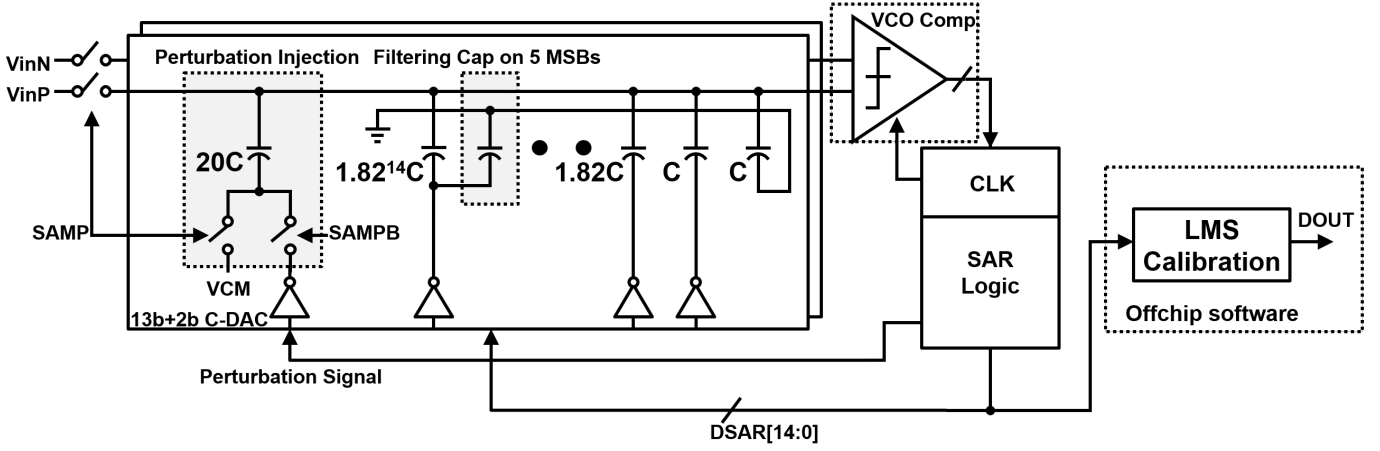 VCO Comp
Perturbation Injection
Filtering Cap on 5 MSBs
VinN
VinP
20C
1.82¹⁴C
1.82C
C
C
CLK
SAMP
SAMPB
VCM
SAR
Logic
LMS
Calibration
DOUT
13b+2b C-DAC
Offchip software
Perturbation Signal
DSAR[14:0]